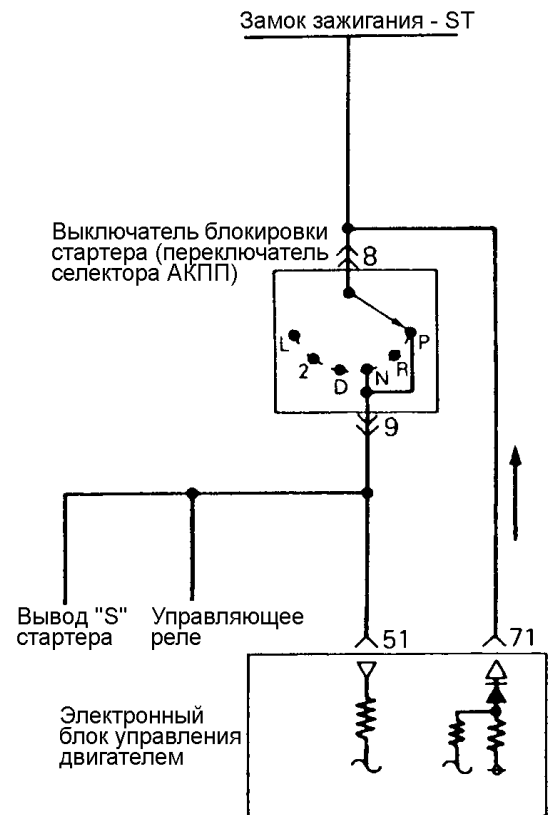 Замок зажигания - ST
Выключатель блокировки
стартера (переключатель
селектора АКПП)
8
L
2
D
N
R
P
9
Вывод "S"
стартера
Управляющее
реле
51
71
Электронный
блок управления
двигателем